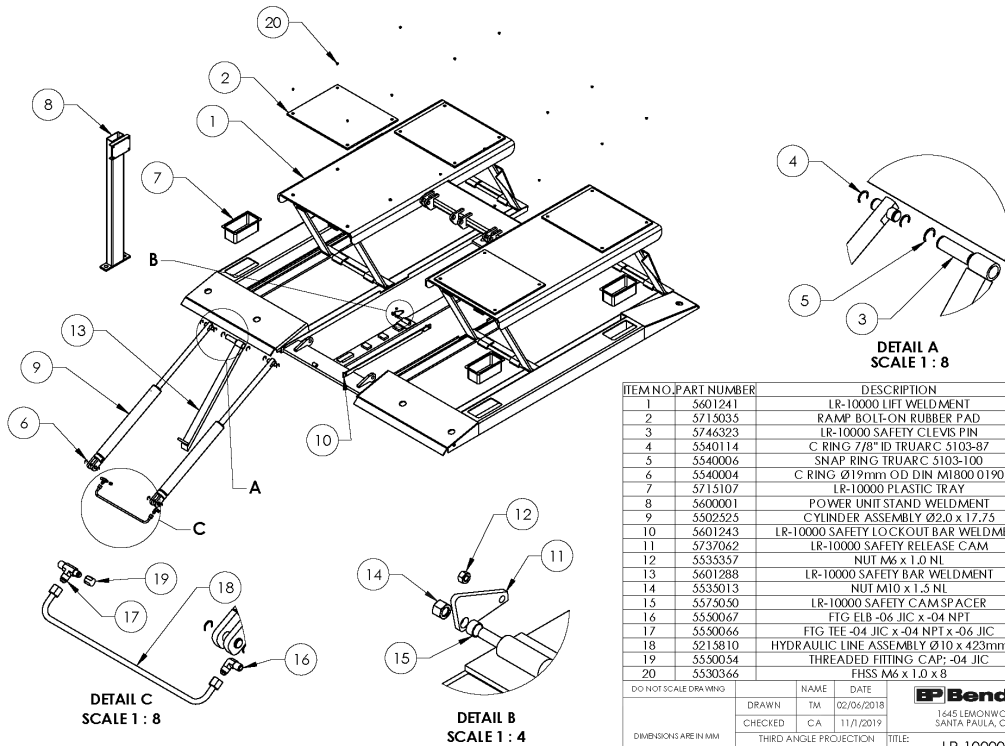 20
2
8
1
7
B
13
9
6
10
A
C
4
5
3
DETAIL A
SCALE 1 : 8
12
11
14
15
19
18
17
16
DETAIL C
SCALE 1 : 8
DETAIL B
SCALE 1 : 4
ITEM NO. PART NUMBER DESCRIPTION
1 5601241 LR-10000 LIFT WELDMENT
2 5715035 RAMP BOLT-ON RUBBER PAD
3 5746323 LR-10000 SAFETY CLEVIS PIN
4 5540114 C RING 7/8" ID TRUARC 5103-87
5 5540006 SNAP RING TRUARC 5103-100
6 5540004 C RING Ø19mm OD DIN M1800 0190
7 5715107 LR-10000 PLASTIC TRAY
8 5600001 POWER UNIT STAND WELDMENT
9 5502525 CYLINDER ASSEMBLY Ø2.0 x 17.75
10 5601243 LR-10000 SAFETY LOCKOUT BAR WELDME
11 5737062 LR-10000 SAFETY RELEASE CAM
12 5535357 NUT M6 x 1.0 NL
13 5601288 LR-10000 SAFETY BAR WELDMENT
14 5535013 NUT M10 x 1.5 NL
15 5575050 LR-10000 SAFETY CAM SPACER
16 5550067 FTG ELB -06 JIC x -04 NPT
17 5550066 FTG TEE -04 JIC x -04 NPT x -06 JIC
18 5215810 HYDRAULIC LINE ASSEMBLY Ø10 x 423mm
19 5550054 THREADED FITTING CAP; -04 JIC
20 5530366 FHSS M6 x 1.0 x 8
DO NOT SCALE DRAWING NAME DATE
DRAWN TM 02/06/2018
CHECKED CA 11/1/2019
DIMENSIONS ARE IN MM THIRD ANGLE PROJECTION
BP Bend
1645 LEMONWO
SANTA PAULA, C
TITLE:
LR-10000